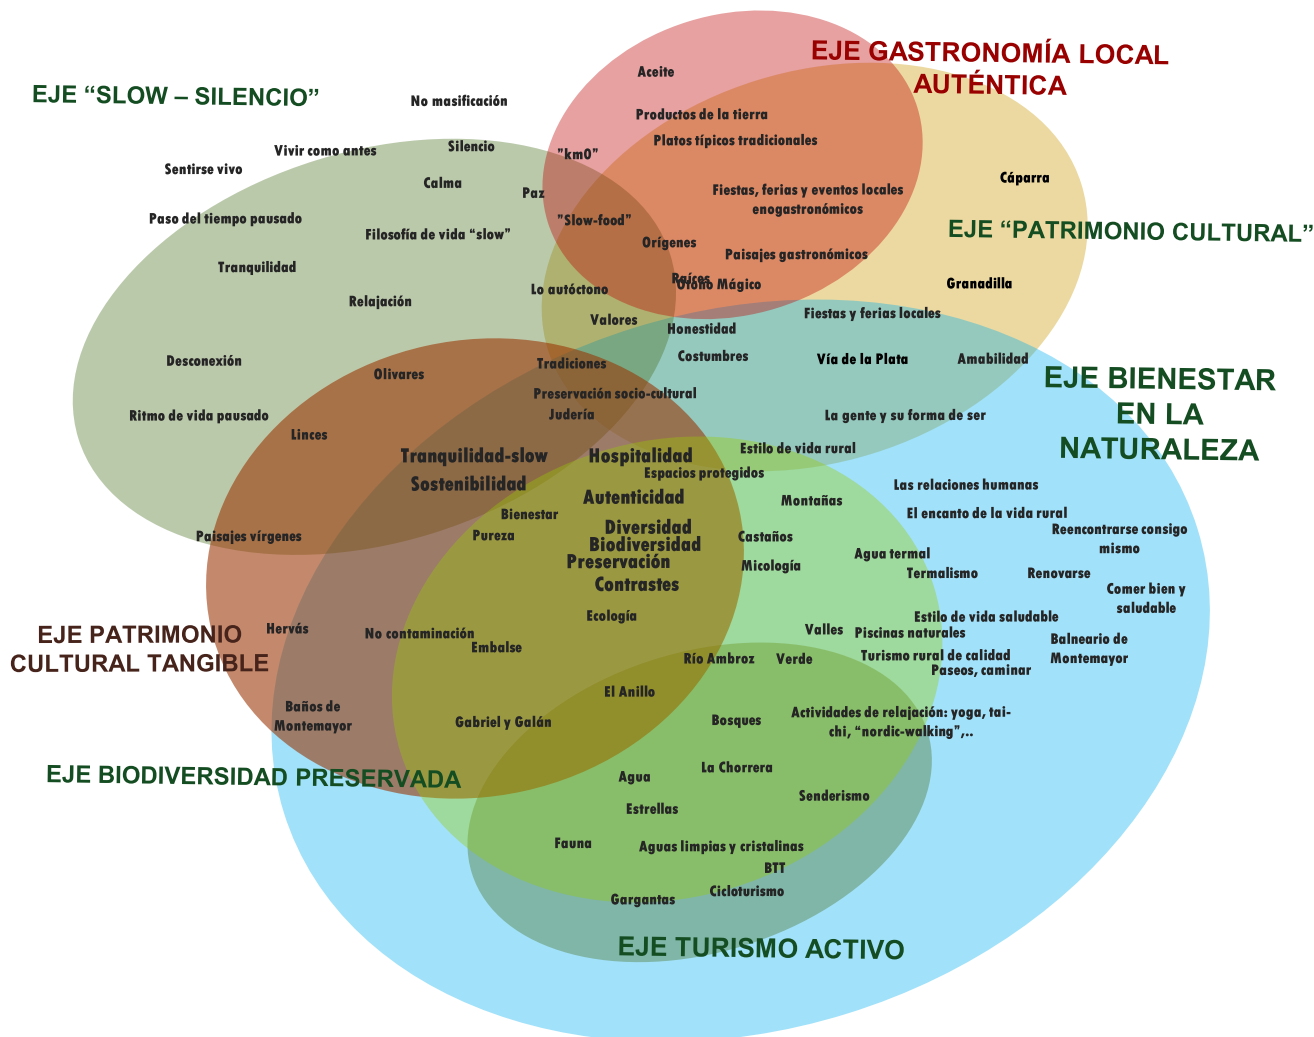 EJE GASTRONOMÍA LOCAL
AUTÉNTICA
EJE “SLOW – SILENCIO”
Aceite
No masificación
Productos de la tierra
Platos típicos tradicionales
Vivir como antes
Silencio
"km0"
Sentirse vivo
Calma
Paz
Cáparra
Fiestas, ferias y eventos locales
enogastronómicos
Paso del tiempo pausado
Filosofía de vida “slow”
"Slow-food"
EJE “PATRIMONIO CULTURAL”
Orígenes
Paisajes gastronómicos
Tranquilidad
Raíces
Otoño Mágico
Granadilla
Lo autóctono
Relajación
Valores
Fiestas y ferias locales
Honestidad
Desconexión
Tradiciones
Costumbres
Vía de la Plata
Amabilidad
Olivares
EJE BIENESTAR
EN LA
NATURALEZA
Preservación socio-cultural
Judería
Ritmo de vida pausado
La gente y su forma de ser
Linces
Tranquilidad-slow
Hospitalidad
Estilo de vida rural
Espacios protegidos
Sostenibilidad
Autenticidad
Montañas
Las relaciones humanas
El encanto de la vida rural
Bienestar
Diversidad
Reencontrarse consigo
mismo
Paisajes vírgenes
Pureza
Biodiversidad
Castaños
Preservación
Micología
Agua termal
Termalismo
Renovarse
Contrastes
Comer bien y
saludable
Ecología
Estilo de vida saludable
EJE PATRIMONIO
CULTURAL TANGIBLE
Hervás
No contaminación
Embalse
Valles
Piscinas naturales
Balneario de
Montemayor
Río Ambroz
Verde
Turismo rural de calidad
Paseos, caminar
El Anillo
Baños de
Montemayor
Gabriel y Galán
Bosques
Actividades de relajación: yoga, tai-
chi, “nordic-walking”,..
EJE BIODIVERSIDAD PRESERVADA
Agua
La Chorrera
Estrellas
Senderismo
Fauna
Aguas limpias y cristalinas
BTT
Cicloturismo
Gargantas
EJE TURISMO ACTIVO